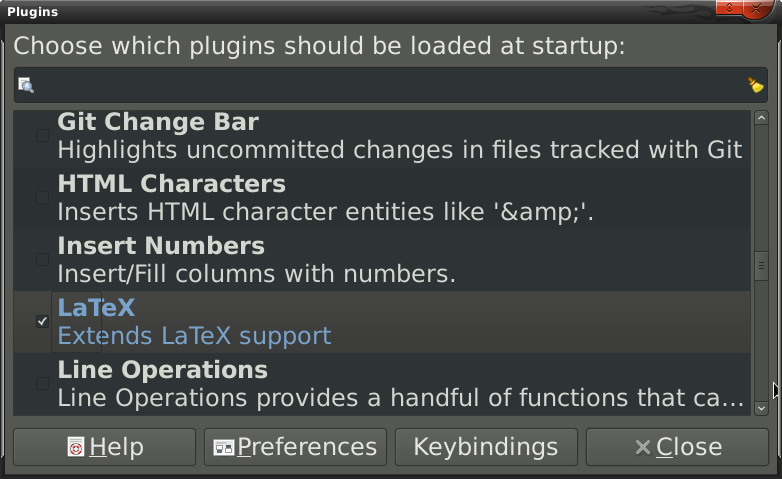 Plugins
Choose which plugins should be loaded at startup:
Git Change Bar
Highlights uncommitted changes in files tracked with Git
HTML Characters
Inserts HTML character entities like '&amp;'.
Insert Numbers
Insert/Fill columns with numbers.
LaTeX
Extends LaTeX support
Line Operations
Line Operations provides a handful of functions that ca...
Help
Preferences
Keybindings
Close